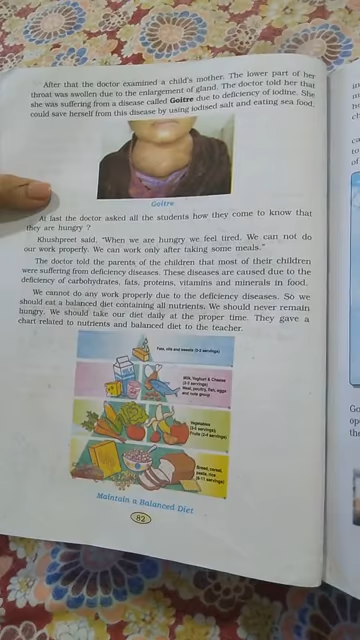 After that the doctor examined a child's mother. The lower part of her
throat was swollen due to the enlargement of gland. The doctor told her that
she was suffering from a disease called Goitre due to deficiency of iodine. She
could save herself from this disease by using iodised salt and eating sea food.
Goitre
At last the doctor asked all the students how they come to know that
they are hungry ?
Khushpreet said, "When we are hungry we feel tired. We can not do
our work properly. We can work only after taking some meals."
The doctor told the parents of the children that most of their children
were suffering from deficiency diseases. These diseases are caused due to the
deficiency of carbohydrates, fats, proteins, vitamins and minerals in food.
We cannot do any work properly due to the deficiency diseases. So we
should eat a balanced diet containing all nutrients. We should never remain
hungry. We should take our diet daily at the proper time. They gave a
chart related to nutrients and balanced diet to the teacher.
Fats, oils and sweets
Milk, Yoghurt & Cheese
(2-3 servings)
Meat, poultry, fish, eggs
and nuts group
Vegetables
(3-5 servings)
Fruits
Bread, cereal,
pasta, rice
(6-11 servings)
Maintain a Balanced Diet
82
Go
the